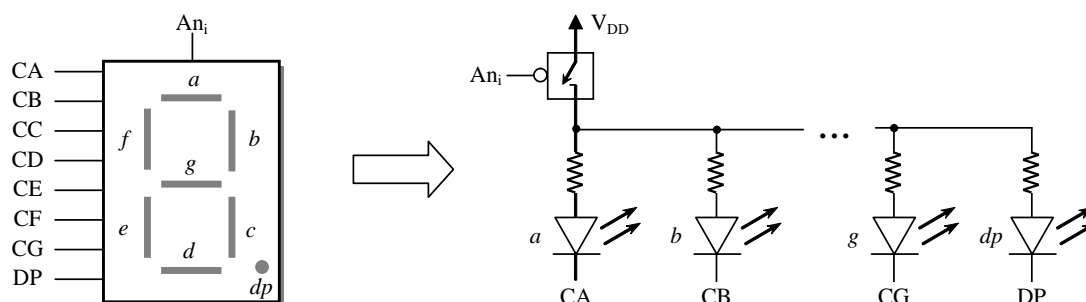 An_i
V_DD
CA
CB
CC
CD
CE
CF
CG
DP
a
f
b
g
e
c
d
dp
An_i
...
a
b
g
dp
CA
CB
CG
DP